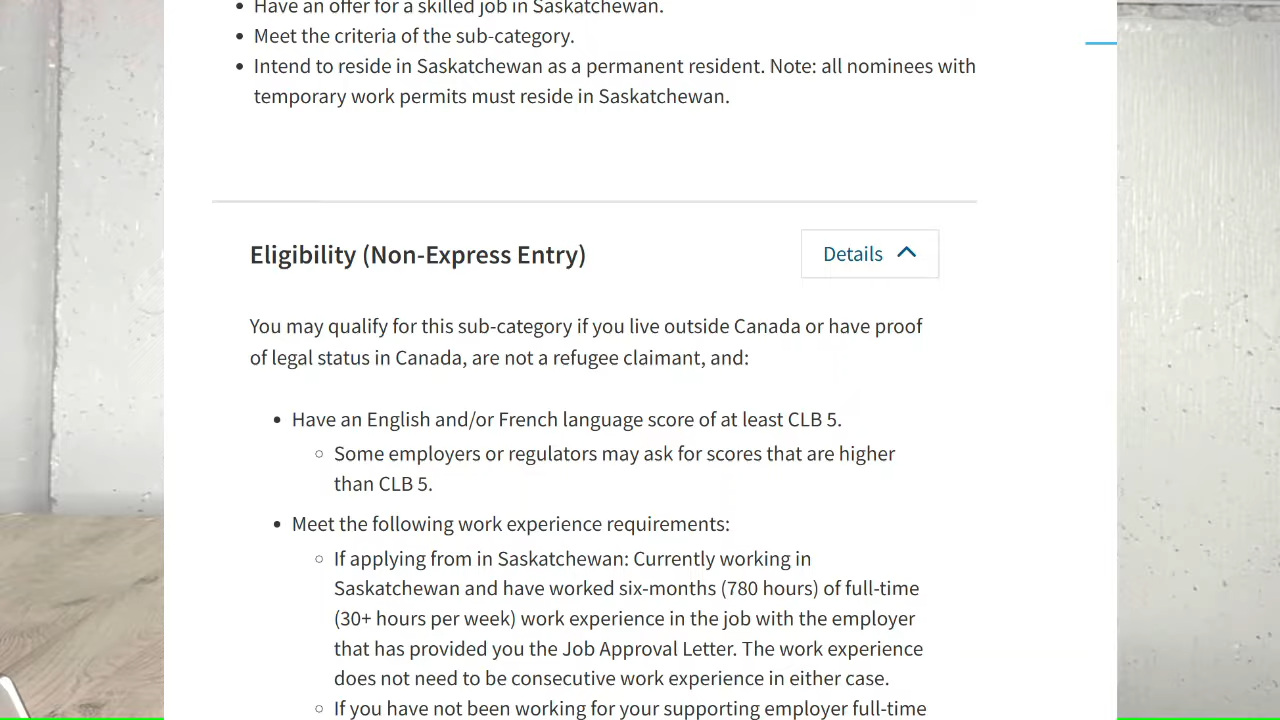 Have an offer for a skilled job in Saskatchewan.
Meet the criteria of the sub-category.
Intend to reside in Saskatchewan as a permanent resident. Note: all nominees with
temporary work permits must reside in Saskatchewan.
Eligibility (Non-Express Entry)
Details
You may qualify for this sub-category if you live outside Canada or have proof
of legal status in Canada, are not a refugee claimant, and:
Have an English and/or French language score of at least CLB 5.
Some employers or regulators may ask for scores that are higher
than CLB 5.
Meet the following work experience requirements:
If applying from in Saskatchewan: Currently working in
Saskatchewan and have worked six-months (780 hours) of full-time
(30+ hours per week) work experience in the job with the employer
that has provided you the Job Approval Letter. The work experience
does not need to be consecutive work experience in either case.
If you have not been working for your supporting employer full-time